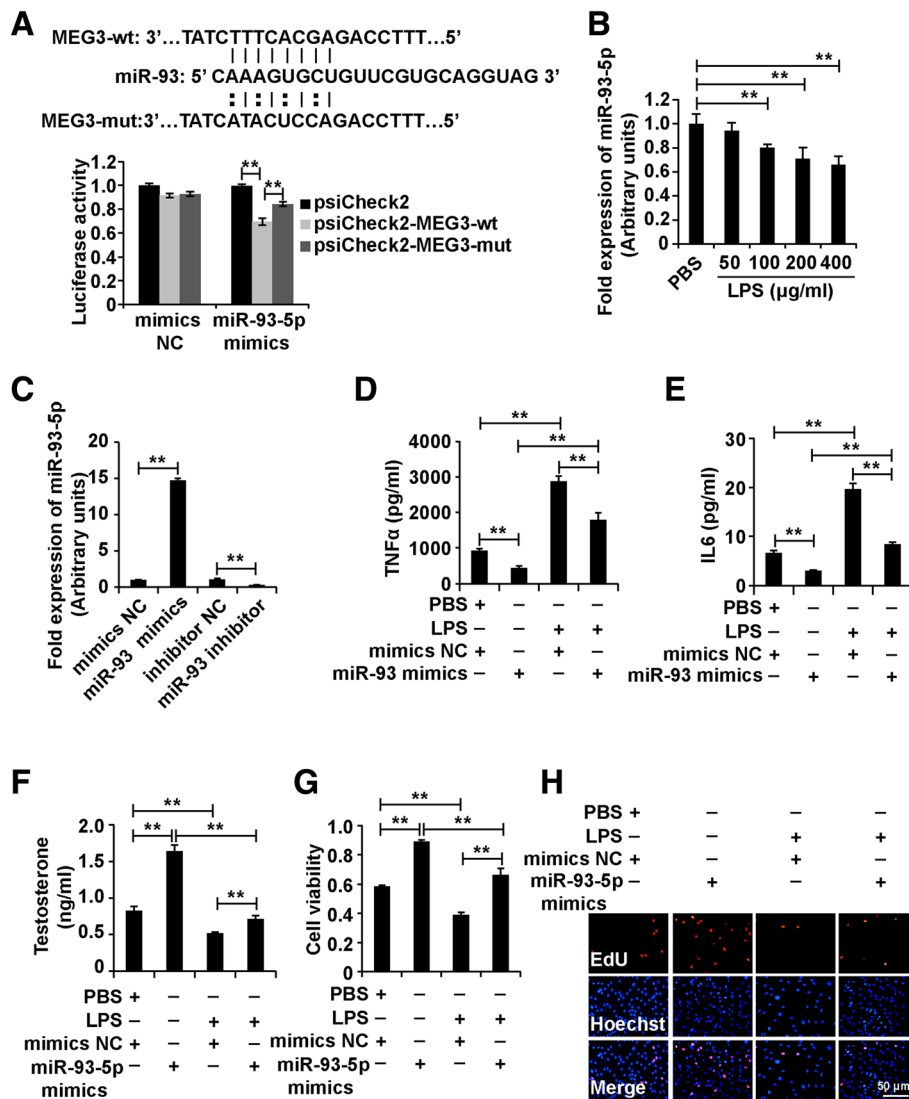 A
MEG3-wt: 3’…TATCTTTCACGAGACCTTT…5’
miR-93: 5’ CAAAGUGCUGUUCGUGCAGGUAG 3’
MEG3-mut:3’…TATCATACUCCAGACCTTT…5’
Luciferase activity
1.2
1.0
0.8
0.6
0.4
0.2
0
** **
psiCheck2
psiCheck2-MEG3-wt
psiCheck2-MEG3-mut
mimics NC
miR-93-5p mimics
B
Fold expression of miR-93-5p
(Arbitrary units)
1.2
1.0
0.8
0.6
0.4
0.2
0
**
**
**
PBS 50 100 200 400
LPS (μg/ml)
C
Fold expression of miR-93-5p
(Arbitrary units)
20
15
10
5
0
**
**
mimics NC
miR-93 mimics
inhibitor NC
miR-93 inhibitor
D
TNFα (pg/ml)
4000
3000
2000
1000
0
**
**
**
**
PBS + – – –
LPS – – + +
mimics NC + – + –
miR-93 mimics – + – +
E
IL6 (pg/ml)
30
20
10
0
**
**
**
**
PBS + – – –
LPS – – + +
mimics NC + – + –
miR-93 mimics – + – +
F
Testosterone
(ng/ml)
2.0
1.5
1.0
0.5
0
**
** **
**
PBS + – – –
LPS – – + +
mimics NC + – + –
miR-93-5p – + – +
mimics
G
Cell viability
1.0
0.8
0.6
0.4
0.2
0
**
** **
**
PBS + – – –
LPS – – + +
mimics NC + – + –
miR-93-5p – + – +
mimics
H
PBS + – – –
LPS – – + +
mimics NC + – + –
miR-93-5p – + – +
mimics
EdU
Hoechst
Merge
50 μm